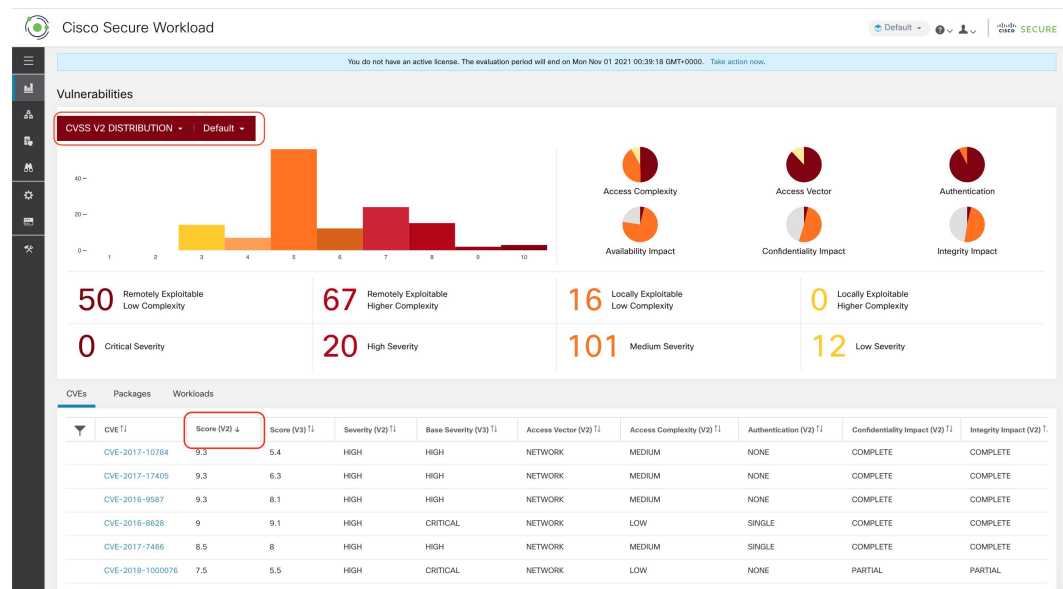 Cisco Secure Workload
Default
CISCO SECURE
You do not have an active license. The evaluation period will end on Mon Nov 01 2021 00:39:18 GMT+0000. Take action now.
Vulnerabilities
CVSS V2 DISTRIBUTION Default
40
20
0
1 2 3 4 5 6 7 8 9 10
Access Complexity Access Vector Authentication
Availability Impact Confidentiality Impact Integrity Impact
50 Remotely Exploitable Low Complexity
67 Remotely Exploitable Higher Complexity
16 Locally Exploitable Low Complexity
0 Locally Exploitable Higher Complexity
0 Critical Severity
20 High Severity
101 Medium Severity
12 Low Severity
CVEs Packages Workloads
CVE Score (V2) ↓ Score (V3) Severity (V2) Base Severity (V3) Access Vector (V2) Access Complexity (V2) Authentication (V2) Confidentiality Impact (V2) Integrity Impact (V2)
CVE-2017-10784 9.3 5.4 HIGH HIGH NETWORK MEDIUM NONE COMPLETE COMPLETE
CVE-2017-17405 9.3 6.3 HIGH HIGH NETWORK MEDIUM NONE COMPLETE COMPLETE
CVE-2016-9587 9.3 8.1 HIGH HIGH NETWORK MEDIUM NONE COMPLETE COMPLETE
CVE-2016-8628 9 9.1 HIGH CRITICAL NETWORK LOW SINGLE COMPLETE COMPLETE
CVE-2017-7466 8.5 8 HIGH HIGH NETWORK MEDIUM SINGLE COMPLETE COMPLETE
CVE-2018-1000076 7.5 5.5 HIGH CRITICAL NETWORK LOW NONE PARTIAL PARTIAL